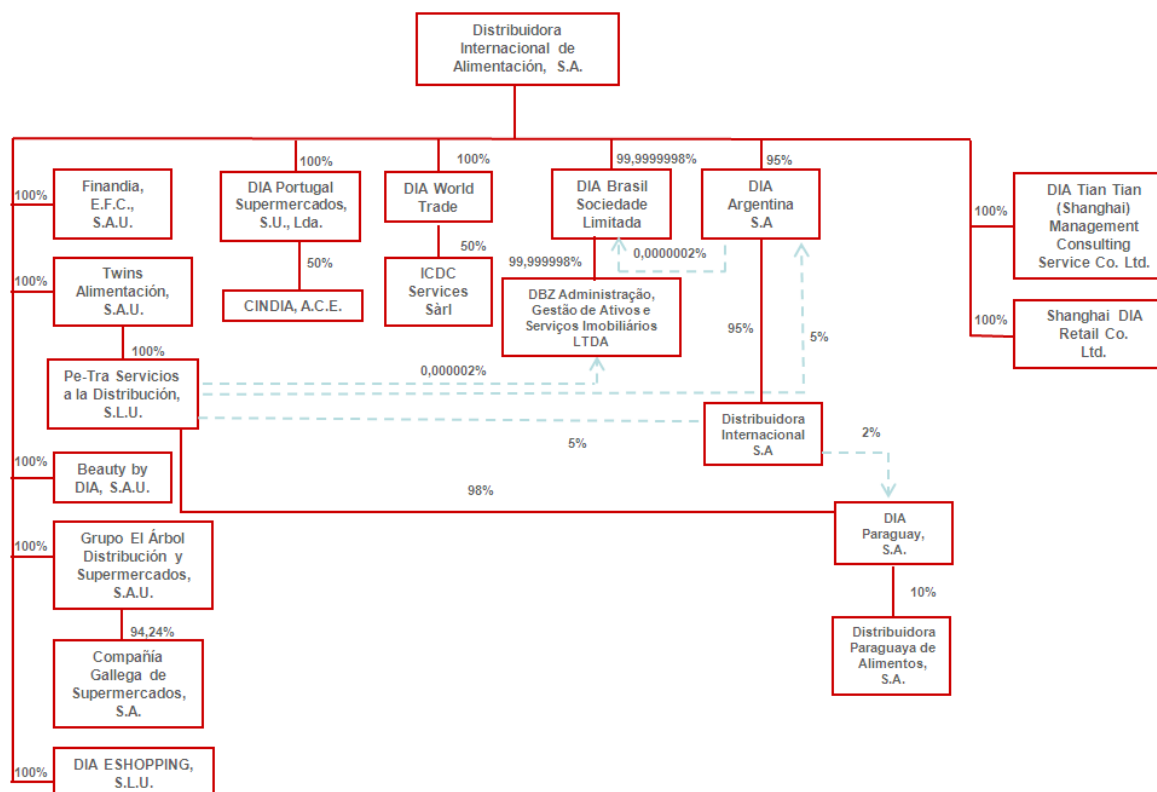 Distribuidora
Internacional de
Alimentación, S.A.
100%
100%
99,9999998%
95%
100%
Finandia,
E.F.C.,
S.A.U.
DIA Portugal
Supermercados,
S.U., Lda.
DIA World
Trade
DIA Brasil
Sociedade
Limitada
DIA
Argentina
S.A
100%
DIA Tian Tian
(Shanghai)
Management
Consulting
Service Co. Ltd.
50%
50%
99,999998%
0,0000002%
100%
Twins
Alimentación,
S.A.U.
CINDIA, A.C.E.
ICDC
Services
Sàrl
DBZ Administração,
Gestão de Ativos e
Serviços Imobiliários
LTDA
95%
5%
100%
Shanghai DIA
Retail Co.
Ltd.
100%
Pe-Tra Servicios
a la Distribución,
S.L.U.
0,000002%
5%
Distribuidora
Internacional
S.A
2%
100%
Beauty by
DIA, S.A.U.
98%
DIA
Paraguay,
S.A.
100%
Grupo El Árbol
Distribución y
Supermercados,
S.A.U.
10%
94,24%
Distribuidora
Paraguaya de
Alimentos,
S.A.
Compañía
Gallega de
Supermercados,
S.A.
100%
DIA ESHOPPING,
S.L.U.